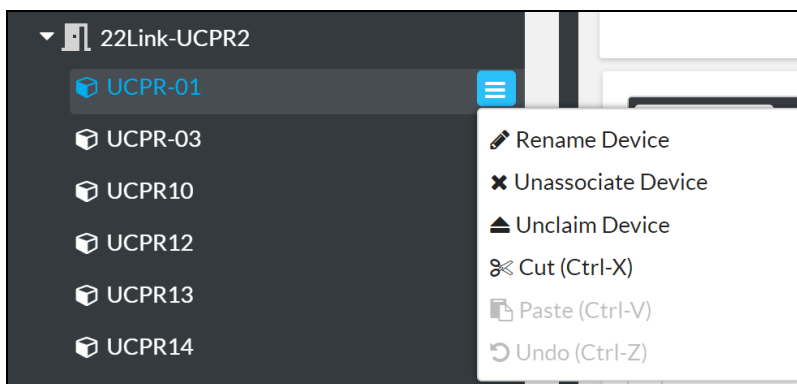 22Link-UCPR2
UCPR-01
UCPR-03
UCPR10
UCPR12
UCPR13
UCPR14
Rename Device
Unassociate Device
Unclaim Device
Cut (Ctrl-X)
Paste (Ctrl-V)
Undo (Ctrl-Z)